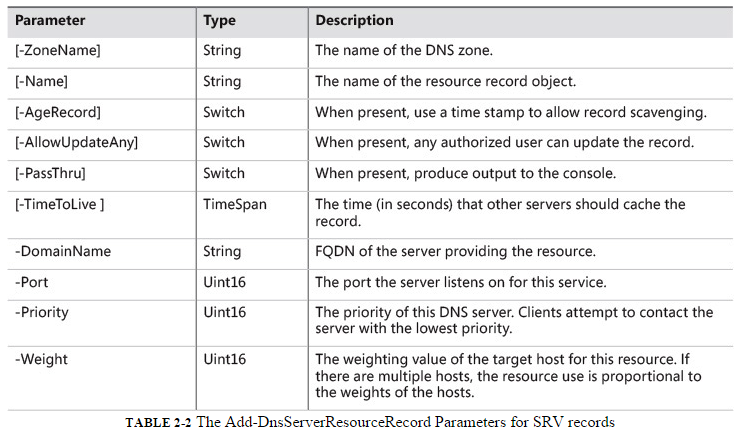 Parameter Type Description
[-ZoneName] String The name of the DNS zone.
[-Name] String The name of the resource record object.
[-AgeRecord] Switch When present, use a time stamp to allow record scavenging.
[-AllowUpdateAny] Switch When present, any authorized user can update the record.
[-PassThru] Switch When present, produce output to the console.
[-TimeToLive ] TimeSpan The time (in seconds) that other servers should cache the
record.
-DomainName String FQDN of the server providing the resource.
-Port Uint16 The port the server listens on for this service.
-Priority Uint16 The priority of this DNS server. Clients attempt to contact the
server with the lowest priority.
-Weight Uint16 The weighting value of the target host for this resource. If
there are multiple hosts, the resource use is proportional to
the weights of the hosts.
TABLE 2-2 The Add-DnsServerResourceRecord Parameters for SRV records